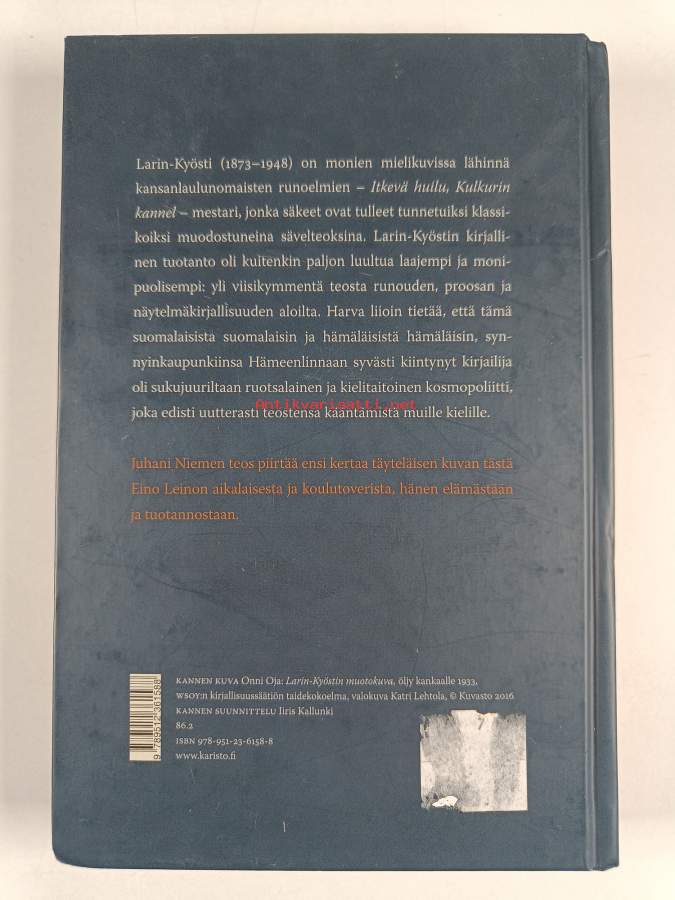 Larin-Kyösti (1873–1948) on monien mielikuvissa lähinnä
kansanlaulunomaisten runoelmien – Itkevä huilu, Kulkurin
kannel – mestari, jonka säkeet ovat tulleet tunnetuiksi klassi-
koiksi muodostuneina sävelteoksina. Larin-Kyöstin kirjalli-
nen tuotanto oli kuitenkin paljon luultua laajempi ja moni-
puolisempi: yli viisikymmentä teosta runouden, proosan ja
näytelmäkirjallisuuden aloilta. Harva liioin tietää, että tämä
suomalaisista suomalaisin ja hämäläisistä hämäläisin, syn-
nyinkaupunkiinsa Hämeenlinnaan syvästi kiintynyt kirjailija
oli sukujuuriltaan ruotsalainen ja kielitaitoinen kosmopoliitti,
Antikvariaatti.net
joka edisti uutterasti teostensa kääntämistä muille kielille.
Juhani Niemen teos piirtää ensi kertaa täyteläisen kuvan tästä
Eino Leinon aikalaisesta ja koulutoverista, hänen elämästään
ja tuotannostaan.
KANNEN KUVA Onni Oja: Larin-Kyöstin muotokuva, öljy kankaalle 1933,
WSOY:n kirjallisuussäätiön taidekokoelma, valokuva Katri Lehtola, © Kuvasto 2016
KANNEN SUUNNITTELU Iiris Kallunki
86.2
ISBN 978-951-23-6158-8
www.karisto.fi
9 789512 361588